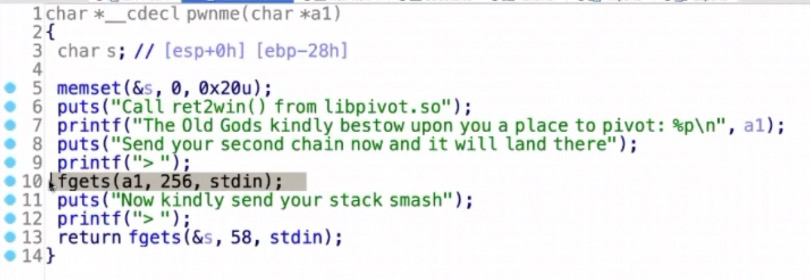 1 char *__cdecl pwnme(char *a1)
2 {
3 char s; // [esp+0h] [ebp-28h]
4
5 memset(&s, 0, 0x20u);
6 puts("Call ret2win() from libpivot.so");
7 printf("The Old Gods kindly bestow upon you a place to pivot: %p\n", a1);
8 puts("Send your second chain now and it will land there");
9 printf("> ");
10 fgets(a1, 256, stdin);
11 puts("Now kindly send your stack smash");
12 printf("> ");
13 return fgets(&s, 58, stdin);
14 }